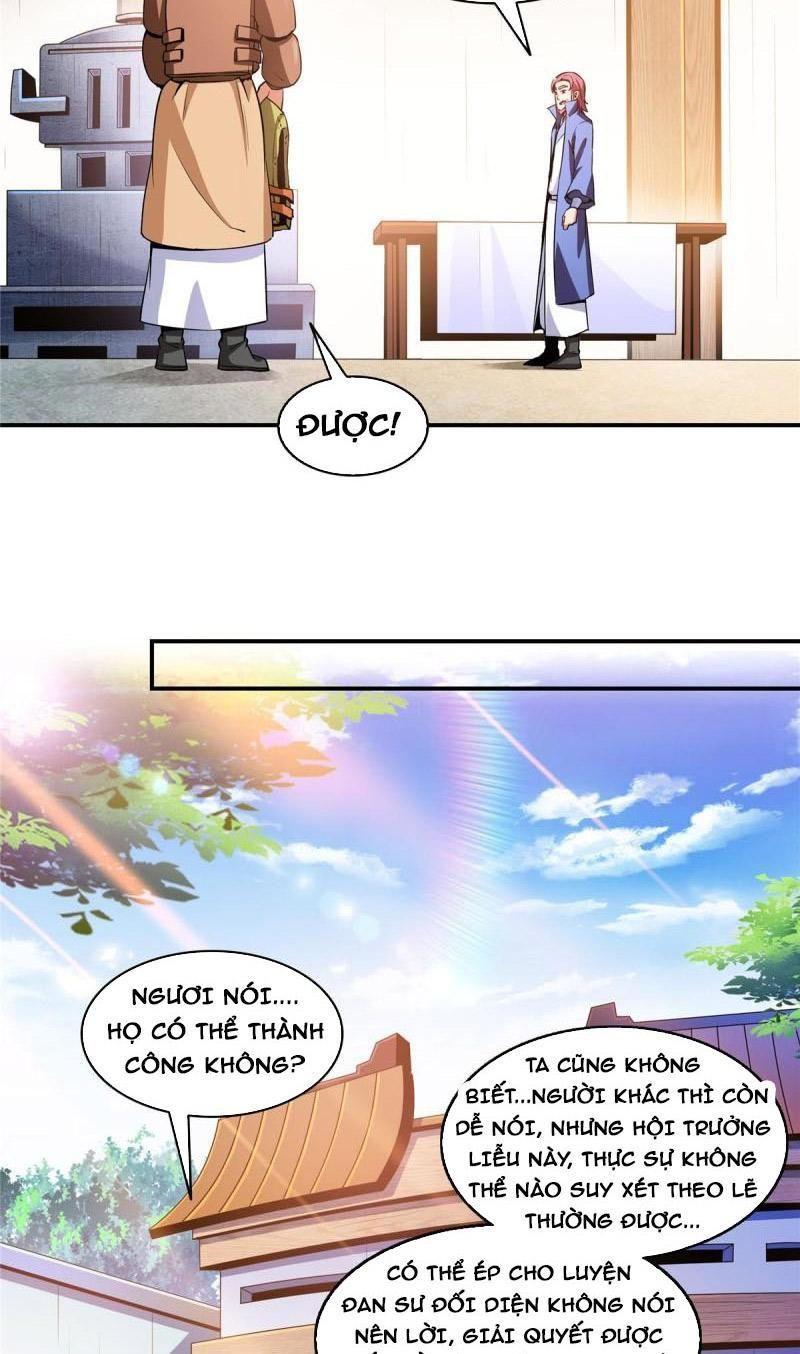 ĐƯỢC!
NGƯƠI NÓI....
HỌ CÓ THỂ THÀNH
CÔNG KHÔNG?
TA CŨNG KHÔNG
BIẾT...NGƯỜI KHÁC THÌ CÒN
DỄ NÓI, NHƯNG HỘI TRƯỞNG
LIỄU NÀY, THỰC SỰ KHÔNG
THỂ NÀO SUY XÉT THEO LẼ
THƯỜNG ĐƯỢC...
CÓ THỂ ÉP CHO LUYỆN
ĐAN SƯ ĐỐI DIỆN KHÔNG NÓI
NÊN LỜI, GIẢI QUYẾT ĐƯỢC